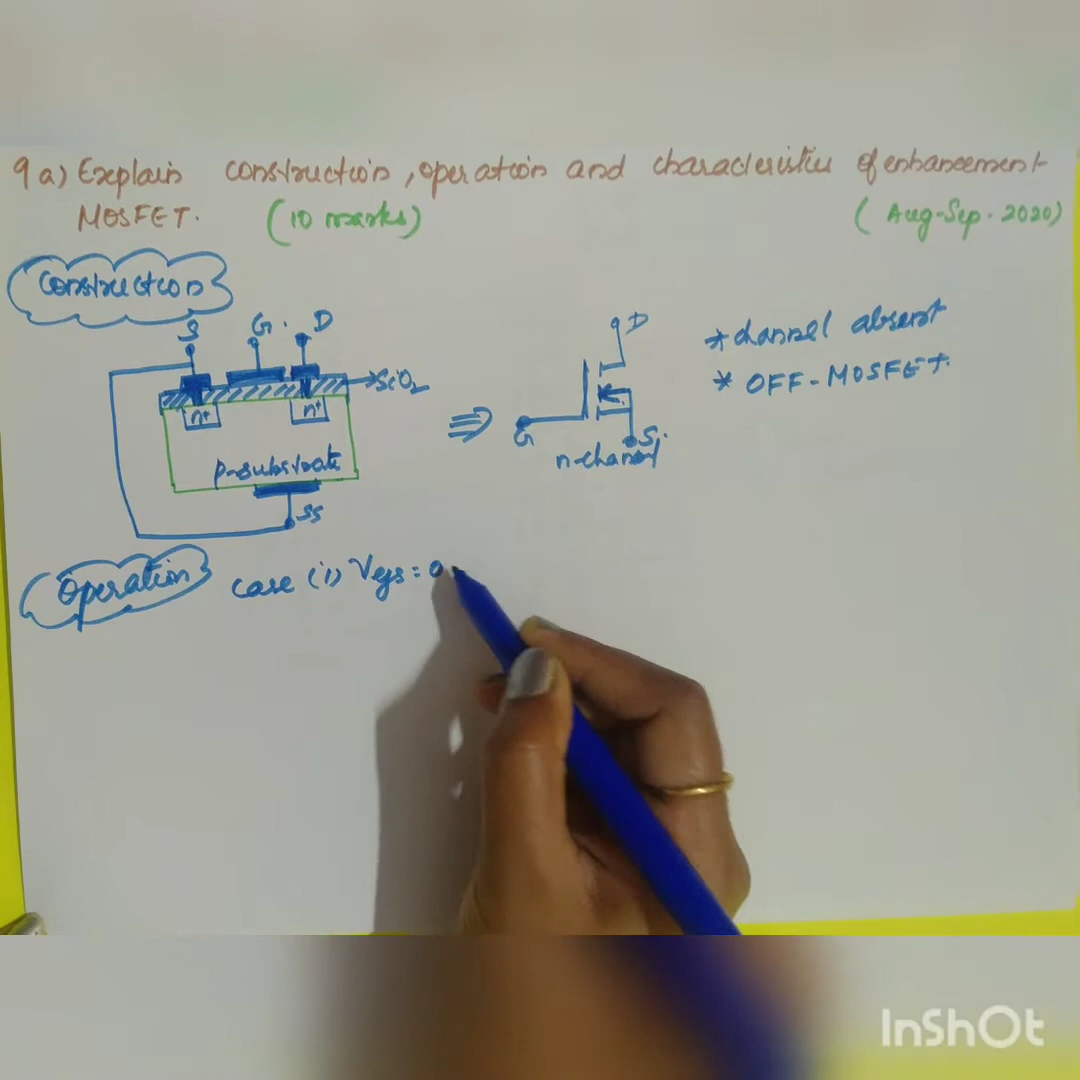 9 a) Explain construction, operation and characteristics of enhancement
MOSFET. (10 marks) (Aug-Sep. 2020)
Construction
S G. D
SiO2
n+ n+
p-substrate
SS
⇒
D
G S.
n-channel
* channel absent
* OFF-MOSFET.
Operation case (i) VGS = 0
InShOt